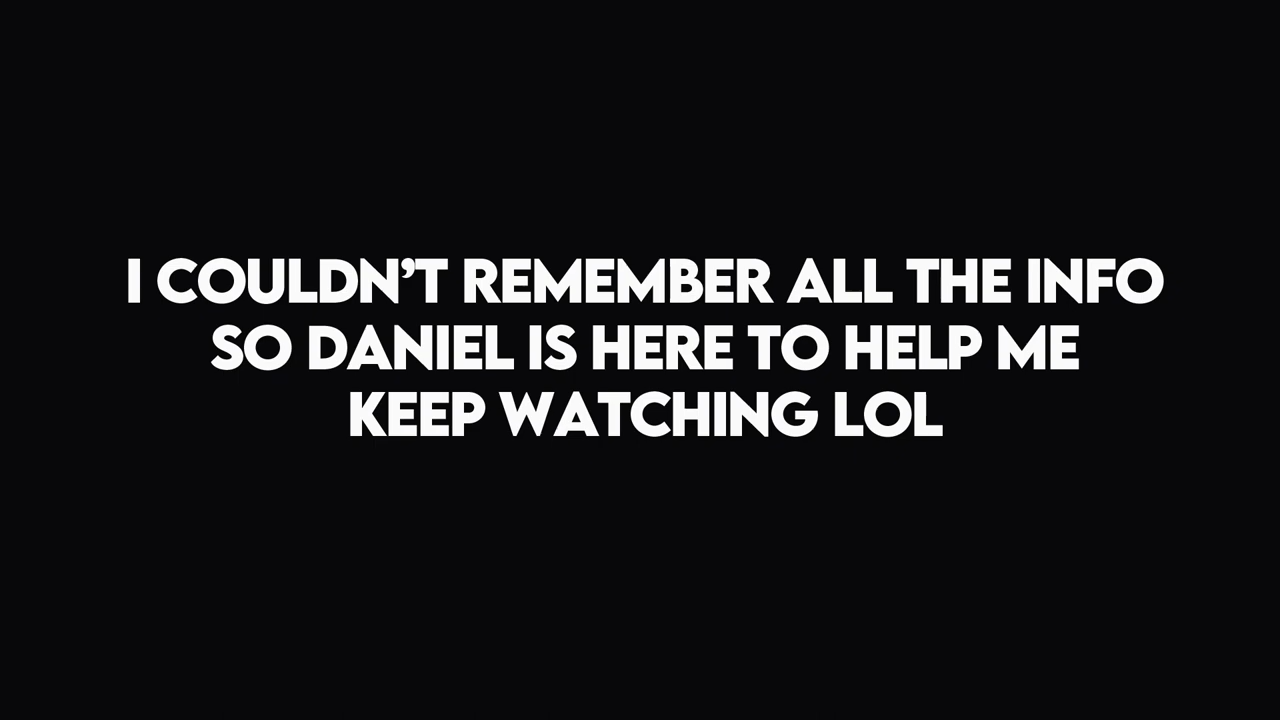 I COULDN’T REMEMBER ALL THE INFO
SO DANIEL IS HERE TO HELP ME
KEEP WATCHING LOL